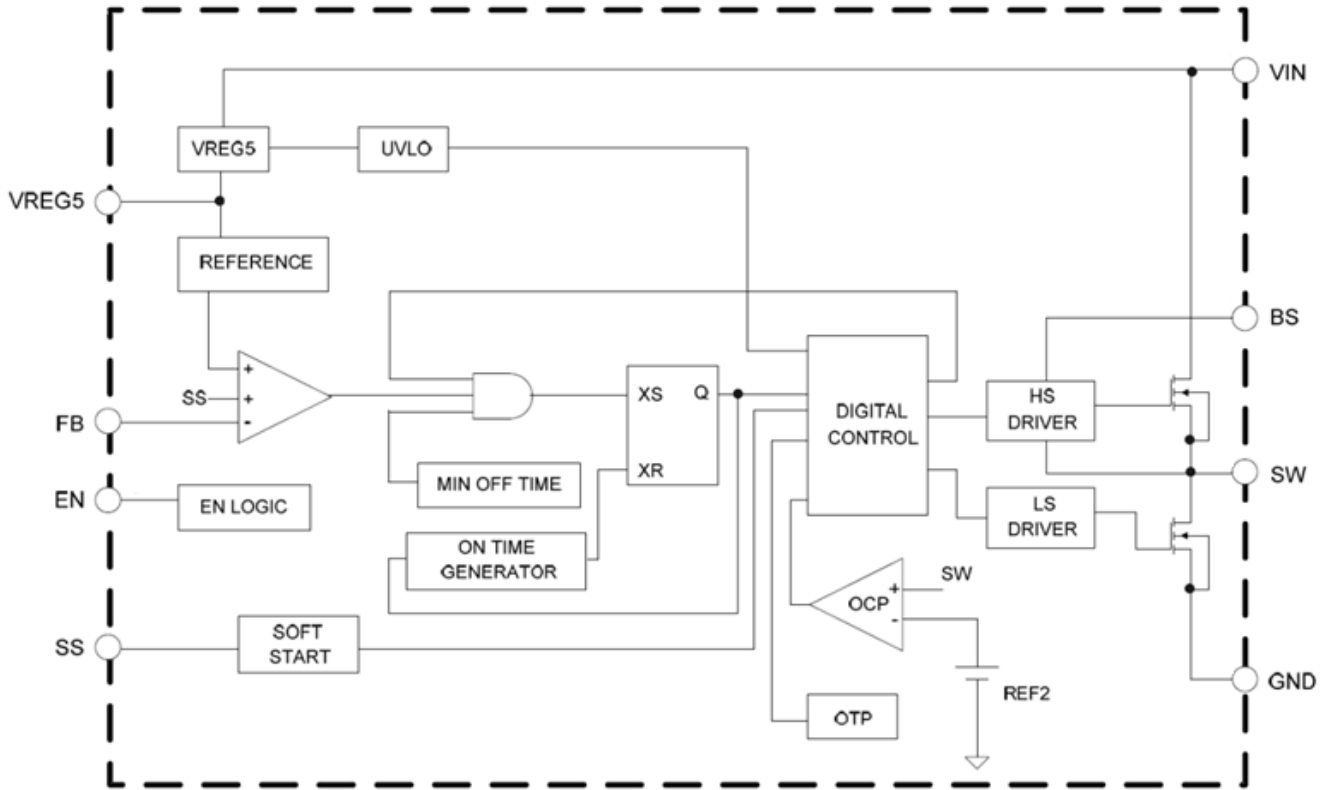 VIN
VREG5
UVLO
VREG5
REFERENCE
BS
+
SS
+
-
FB
XS
Q
XR
DIGITAL
CONTROL
HS
DRIVER
SW
MIN OFF TIME
EN
EN LOGIC
LS
DRIVER
ON TIME
GENERATOR
SW
+
OCP
-
SS
SOFT
START
REF2
GND
OTP